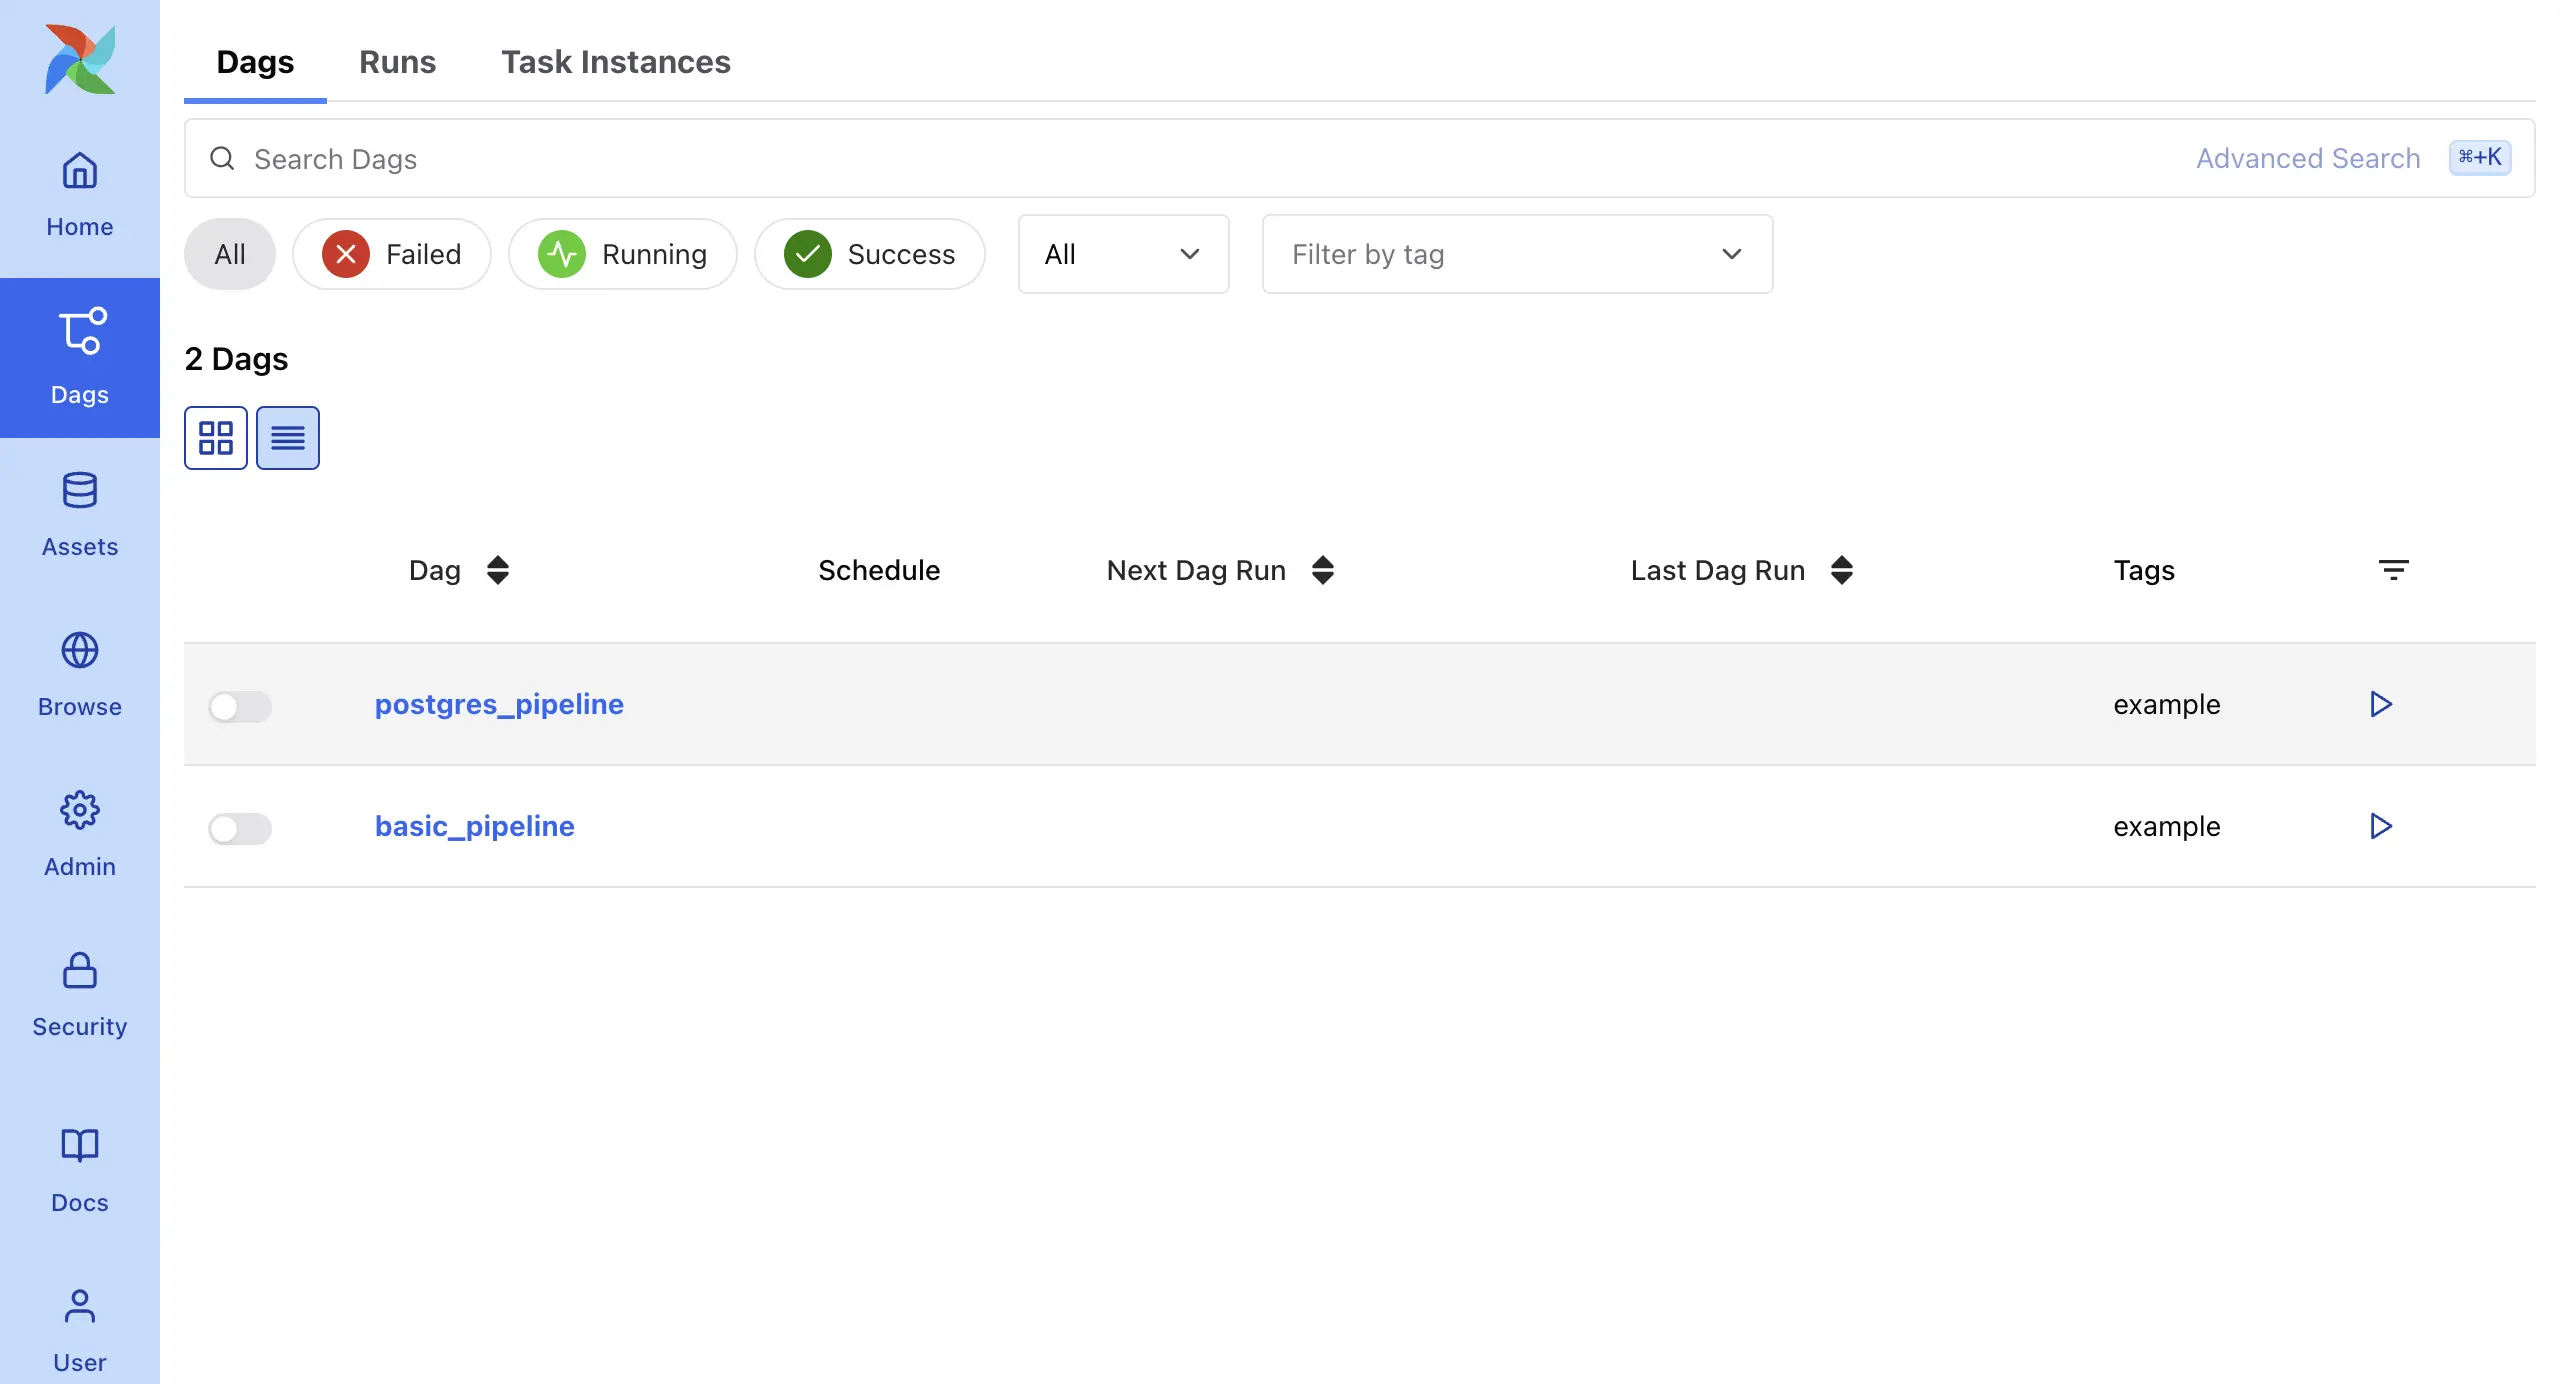 Dags Runs Task Instances
Search Dags Advanced Search ⌘+K
All Failed Running Success All Filter by tag
2 Dags
Dag Schedule Next Dag Run Last Dag Run Tags
postgres_pipeline example
basic_pipeline example
Home
Dags
Assets
Browse
Admin
Security
Docs
User